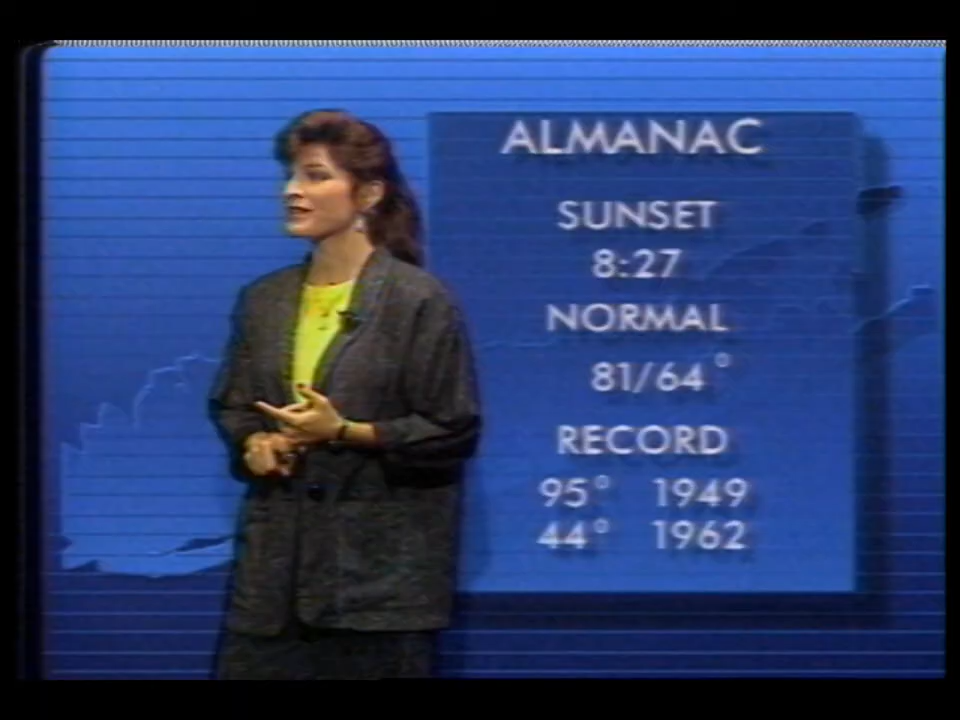 ALMANAC
SUNSET
8:27
NORMAL
81/64°
RECORD
95° 1949
44° 1962